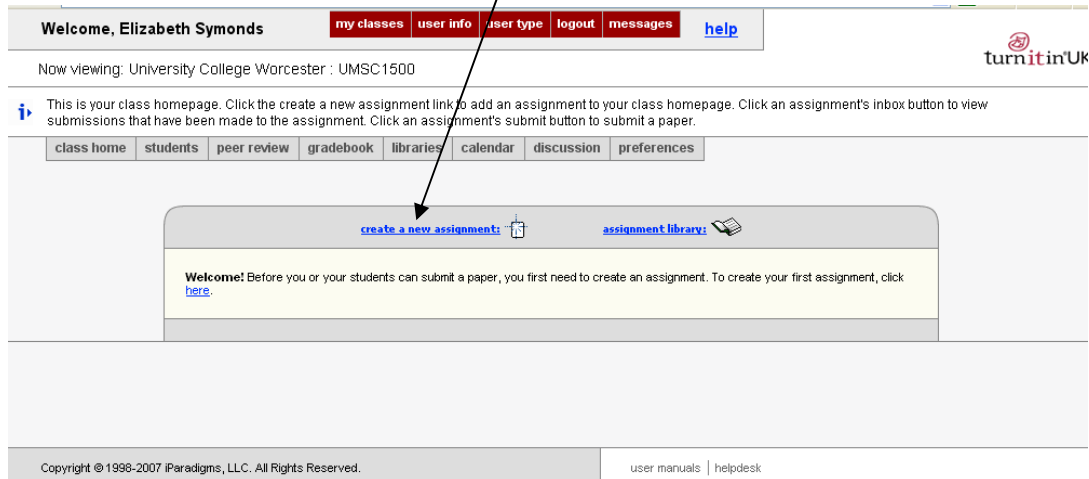 Welcome, Elizabeth Symonds my classes user info user type logout messages help
turnitin UK
Now viewing: University College Worcester : UMSC1500
This is your class homepage. Click the create a new assignment link to add an assignment to your class homepage. Click an assignment's inbox button to view
submissions that have been made to the assignment. Click an assignment's submit button to submit a paper.
class home students peer review gradebook libraries calendar discussion preferences
create a new assignment: assignment library:
Welcome! Before you or your students can submit a paper, you first need to create an assignment. To create your first assignment, click
here.
Copyright © 1998-2007 iParadigms, LLC. All Rights Reserved. user manuals | helpdesk